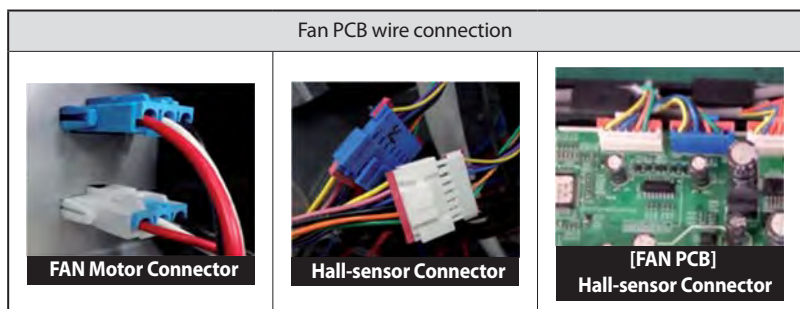 Fan PCB wire connection
FAN Motor Connector
Hall-sensor Connector
[FAN PCB]
Hall-sensor Connector